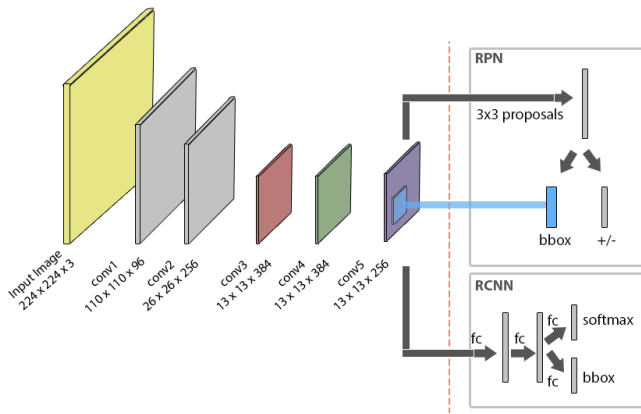 RPN
3x3 proposals
bbox
+/-
Input Image
224 x 224 x 3
conv1
110 x 110 x 96
conv2
26 x 26 x 256
conv3
13 x 13 x 384
conv4
13 x 13 x 384
conv5
13 x 13 x 256
RCNN
fc
fc
fc
fc
softmax
bbox